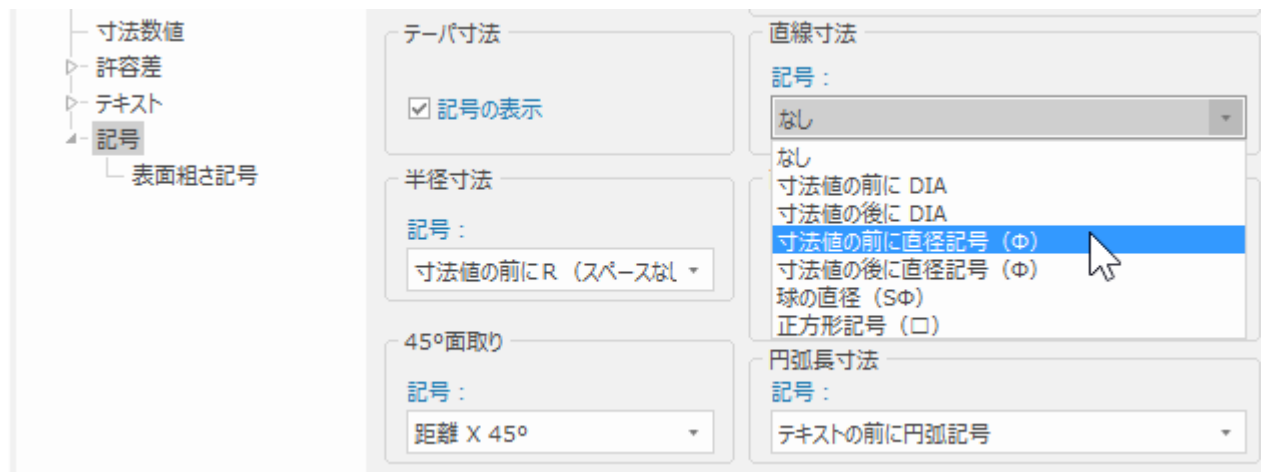 寸法数値
許容差
テキスト
記号
表面粗さ記号
テーパ寸法
記号の表示
半径寸法
記号：
寸法値の前にR（スペースなし
45º面取り
記号：
距離 X 45º
直線寸法
記号：
なし
なし
寸法値の前に DIA
寸法値の後に DIA
寸法値の前に直径記号（Φ）
寸法値の後に直径記号（Φ）
球の直径（SΦ）
正方形記号（□）
円弧長寸法
記号：
テキストの前に円弧記号